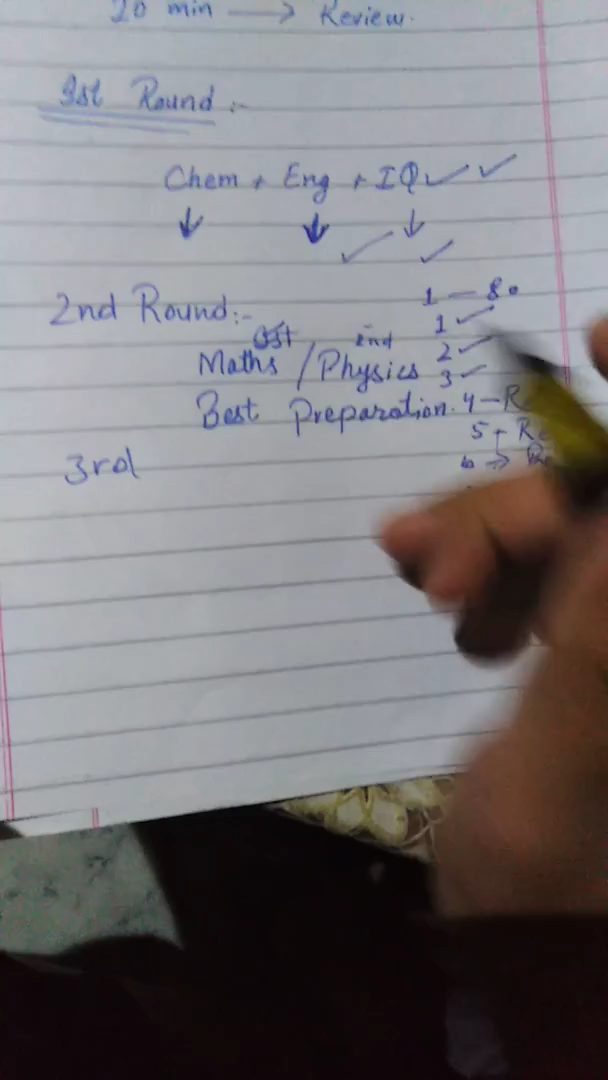 20 min → Review.
1st Round :-
Chem + Eng + IQ ✓ ✓
↓ ↓ ↓
✓ ✓
1 — 80
2nd Round:-
1 ✓
1st 2nd
Maths / Physics
2 ✓
3 ✓
Best Preparation.
4 –
5 –
3rd
6 →